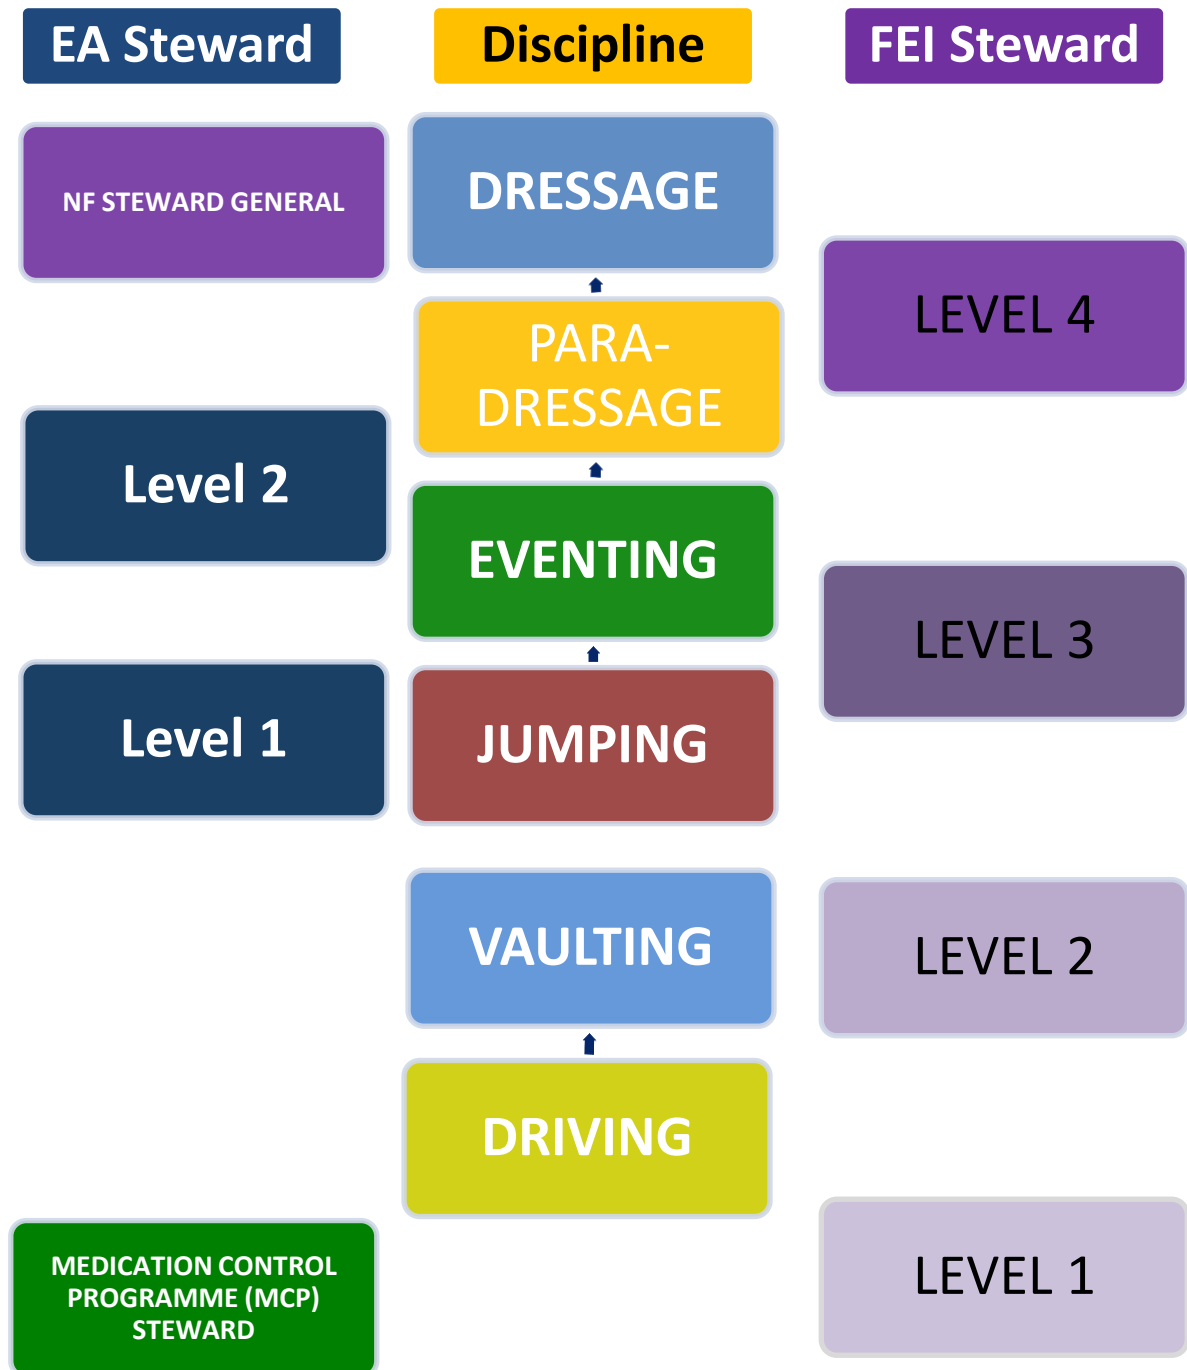 EA Steward
Discipline
FEI Steward
NF STEWARD GENERAL
Level 2
Level 1
MEDICATION CONTROL
PROGRAMME (MCP)
STEWARD
DRESSAGE
PARA-
DRESSAGE
EVENTING
JUMPING
VAULTING
DRIVING
LEVEL 4
LEVEL 3
LEVEL 2
LEVEL 1